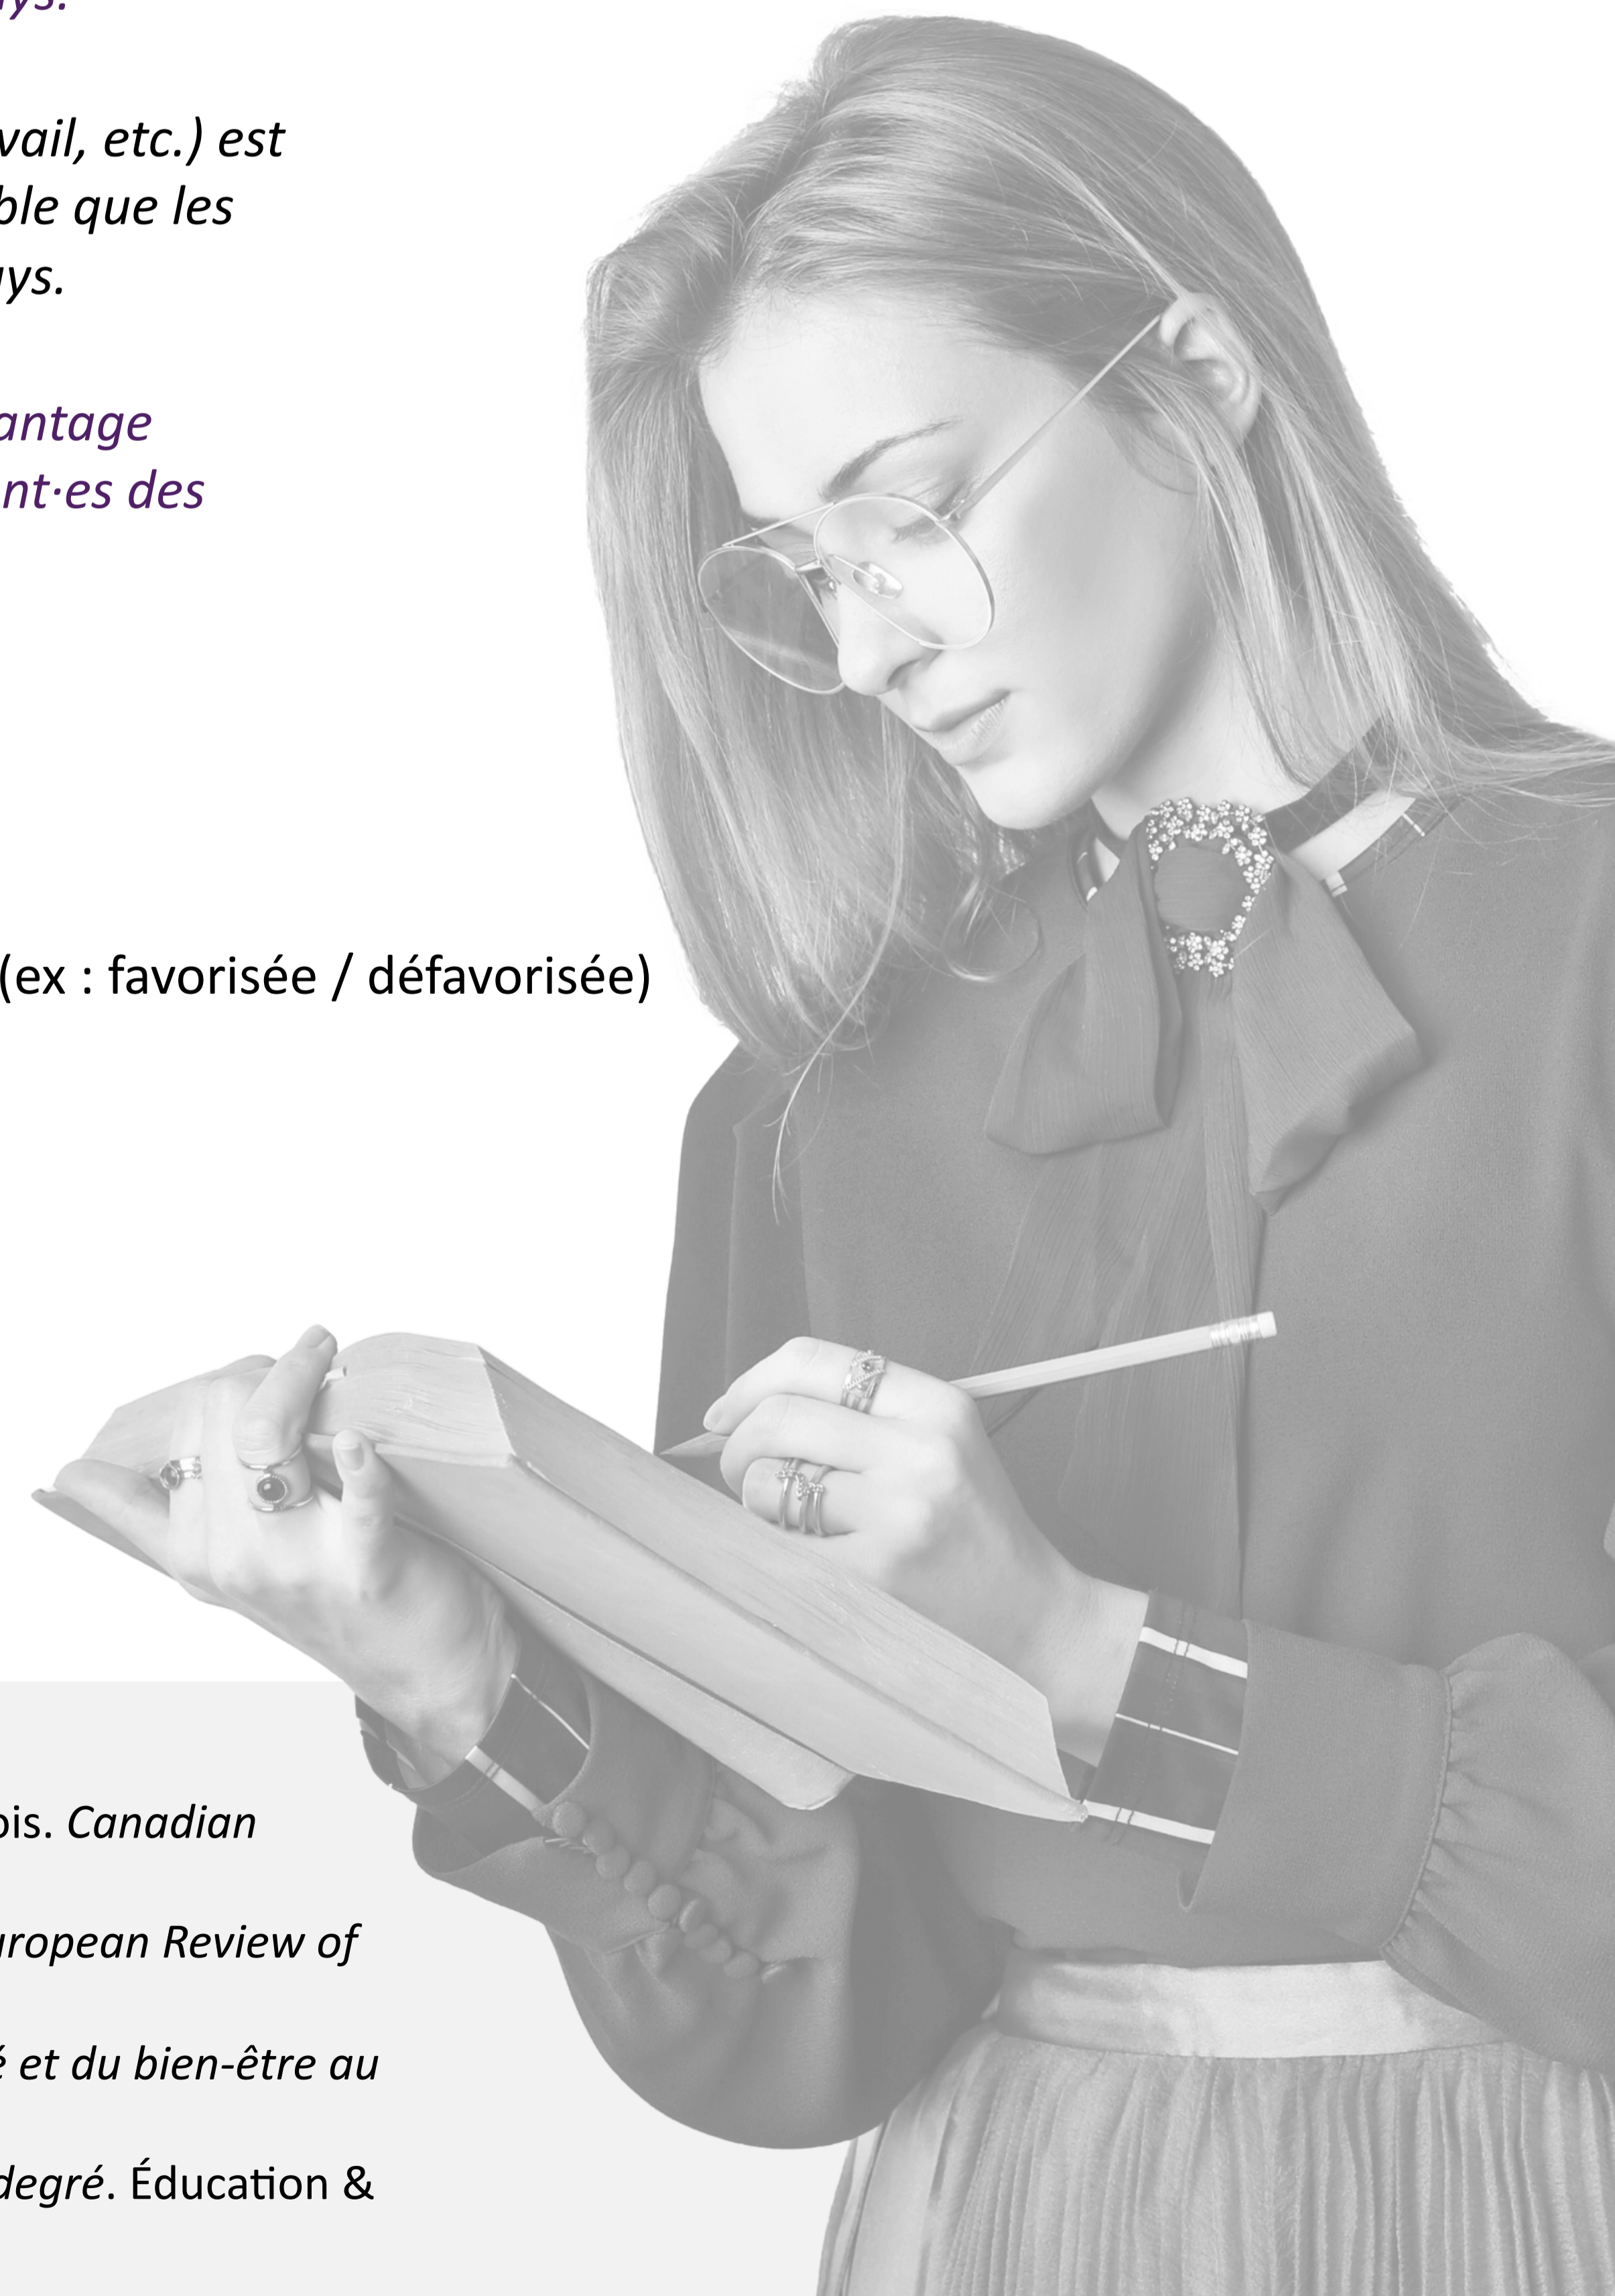 ys.
vail, etc.) est
ble que les
ays.
antage
nt·es des
(ex : favorisée / défavorisée)
ois. Canadian
uropean Review of
é et du bien-être au
degré. Éducation &